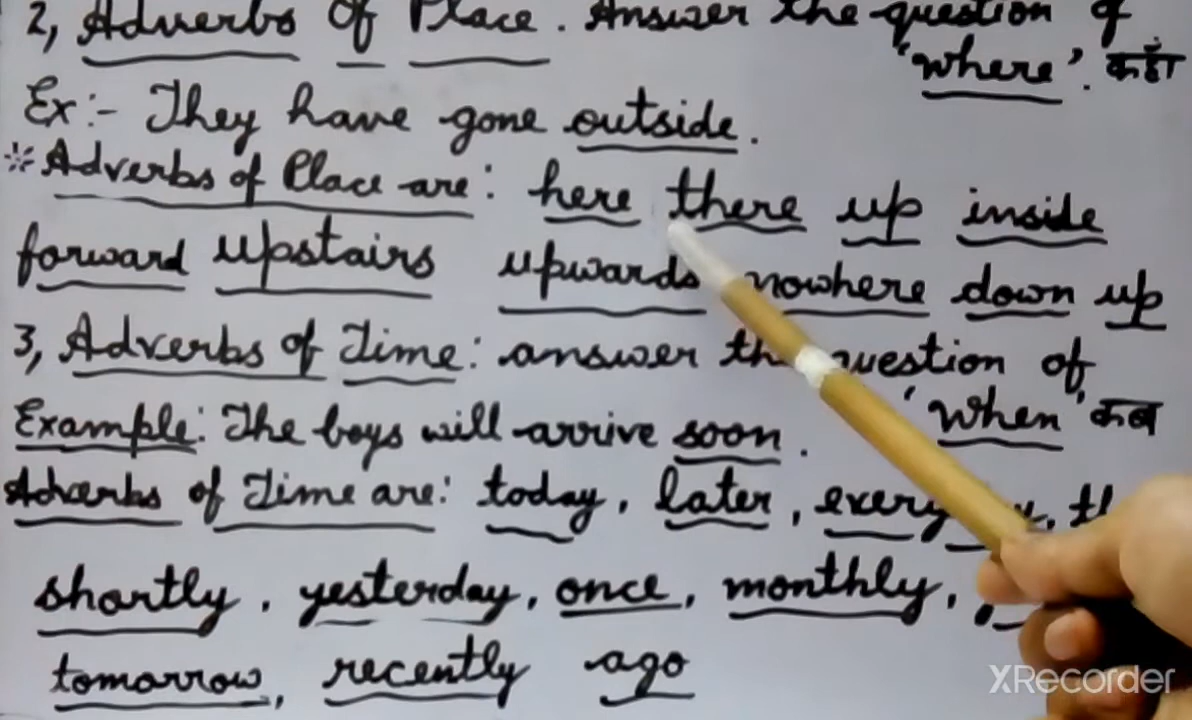 2, Adverbs Of Place. Answer the question of
'where'. कहाँ
Ex:- They have gone outside.
* Adverbs of Place are: here there up inside
forward upstairs upwards nowhere down up
3, Adverbs of Time: answer the question of
'When' कब
Example: The boys will arrive soon.
Adverbs of Time are: today, later,
shortly, yesterday, once, monthly,
tomorrow, recently ago
XRecorder